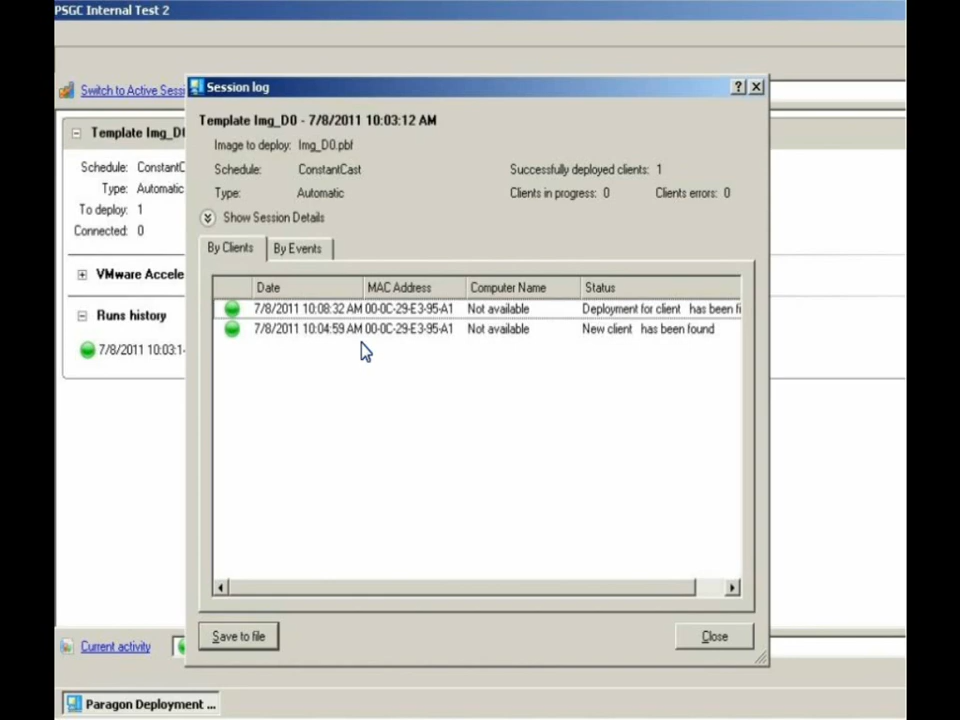 PSGC Internal Test 2
Switch to Active Sess
Session log
Template Img_D0 - 7/8/2011 10:03:12 AM
Image to deploy: Img_D0.pbf
Schedule: ConstantCast
Successfully deployed clients: 1
Type: Automatic
Clients in progress: 0
Clients errors: 0
Show Session Details
By Clients
By Events
Date
MAC Address
Computer Name
Status
7/8/2011 10:08:32 AM 00-0C-29-E3-95-A1 Not available Deployment for client has been fi
7/8/2011 10:04:59 AM 00-0C-29-E3-95-A1 Not available New client has been found
Save to file
Close
Template Img_D
Schedule: ConstantC
Type: Automatic
To deploy: 1
Connected: 0
VMware Accele
Runs history
7/8/2011 10:03:1
Current activity
Paragon Deployment ...